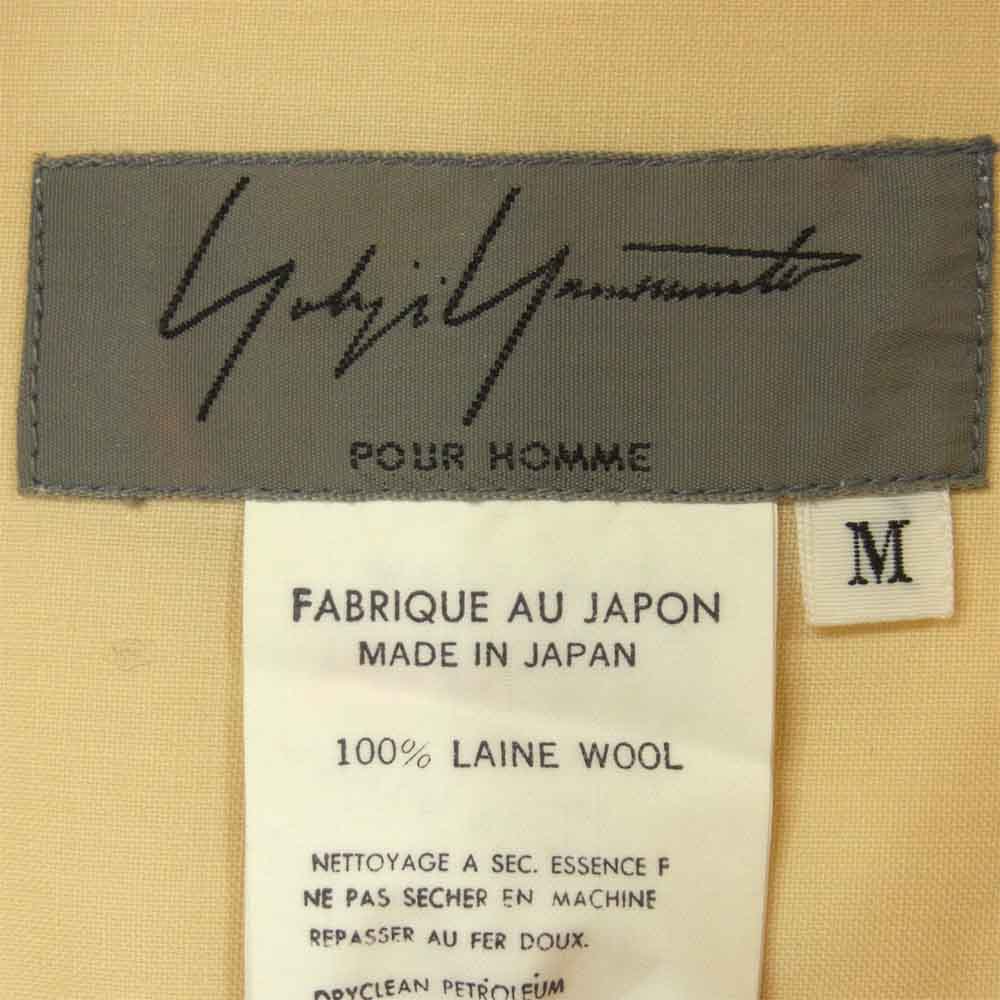 Yohji Yamamoto
POUR HOMME
M
FABRIQUE AU JAPON
MADE IN JAPAN
100% LAINE WOOL
NETTOYAGE A SEC. ESSENCE F
NE PAS SECHER EN MACHINE
REPASSER AU FER DOUX.
DRYCLEAN PETROLEUM